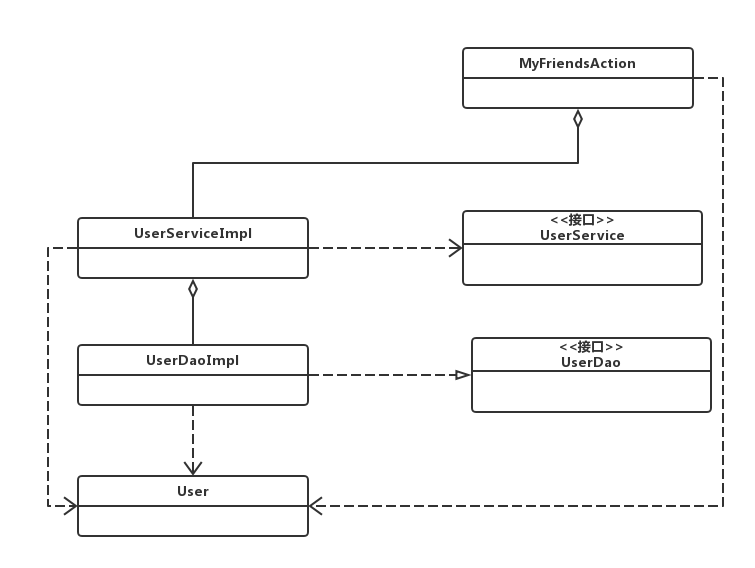 MyFriendsAction
UserServiceImpl
<<接口>>
UserService
UserDaoImpl
<<接口>>
UserDao
User